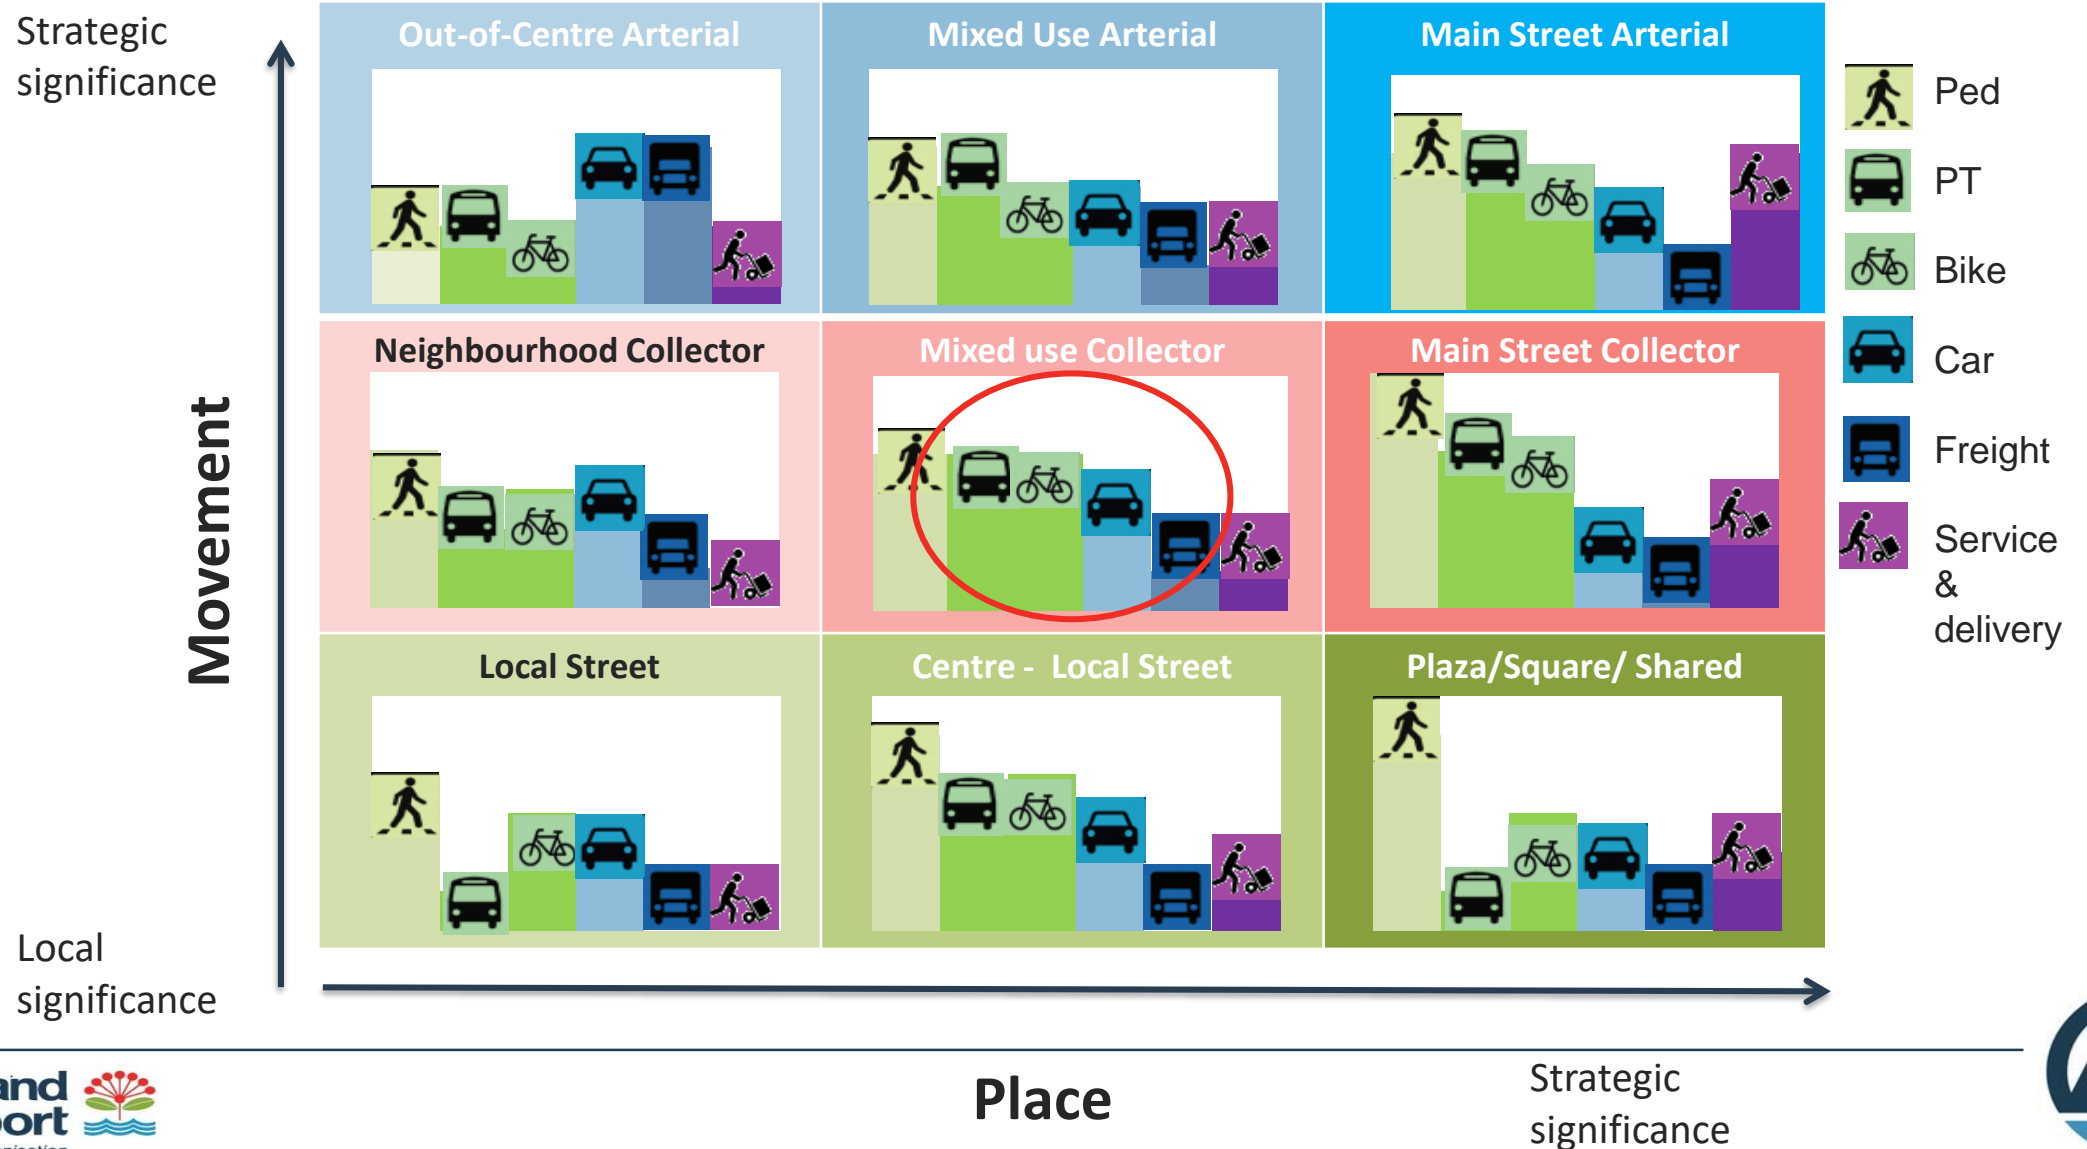 Strategic
significance
Out-of-Centre Arterial
Mixed Use Arterial
Main Street Arterial
Ped
PT
Bike
Car
Freight
Service
&
delivery
Movement
Neighbourhood Collector
Mixed use Collector
Main Street Collector
Local Street
Centre - Local Street
Plaza/Square/ Shared
Local
significance
Place
Strategic
significance
and
port